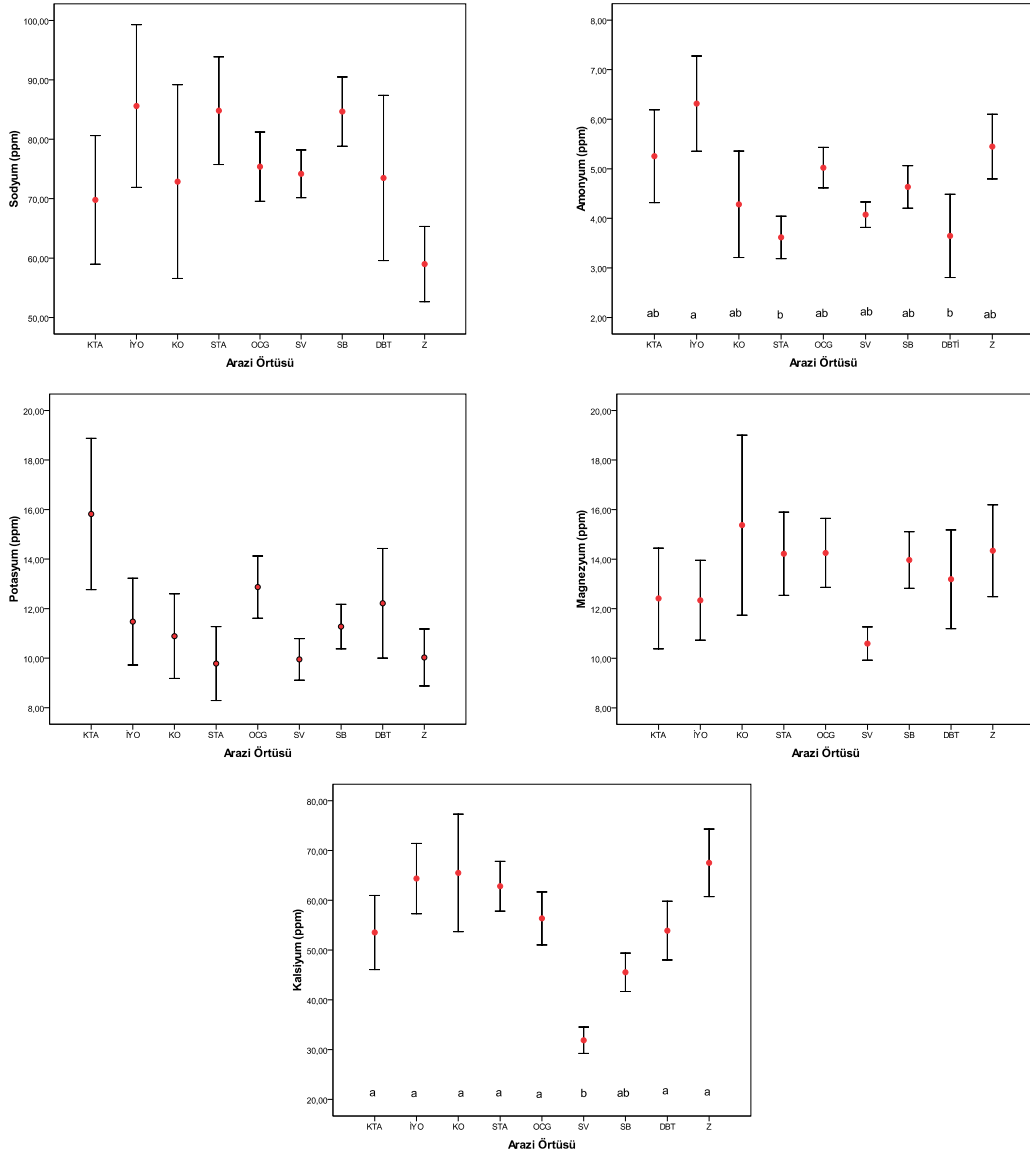 Sodyum (ppm)
100,00
90,00
80,00
70,00
60,00
50,00
KTA İYO KO STA OCG SV SB DBT Z
Arazi Örtüsü
Amonyum (ppm)
8,00
7,00
6,00
5,00
4,00
3,00
2,00
ab a ab b ab ab ab b ab
KTA İYO KO STA OCG SV SB DBTİ Z
Arazi Örtüsü
Potasyum (ppm)
20,00
18,00
16,00
14,00
12,00
10,00
8,00
KTA İYO KO STA OCG SV SB DBT Z
Arazi Örtüsü
Magnezyum (ppm)
20,00
18,00
16,00
14,00
12,00
10,00
8,00
KTA İYO KO STA OCG SV SB DBT Z
Arazi Örtüsü
Kalsiyum (ppm)
80,00
70,00
60,00
50,00
40,00
30,00
20,00
a a a a a b ab a a
KTA İYO KO STA OCG SV SB DBT Z
Arazi Örtüsü